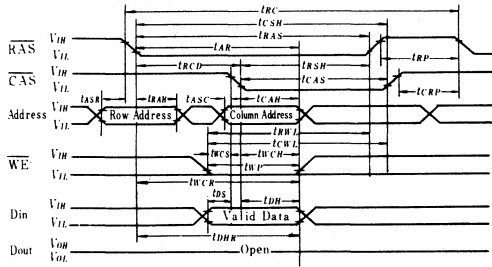 tRC
tCSH
tRAS
tAR
RAS VIH VIL
tRCD tRSH tRP
CAS VIH VIL
tCAS
tCRP
tASR tRAH tASC tCAH
Address VIH VIL
Row Address Column Address
tRWL
tCWL
WE VIH VIL
tWCS tWCH
tWP
tWCR
tDS tDH
Din VIH VIL
Valid Data
tDHR
Dout VOH VOL
Open